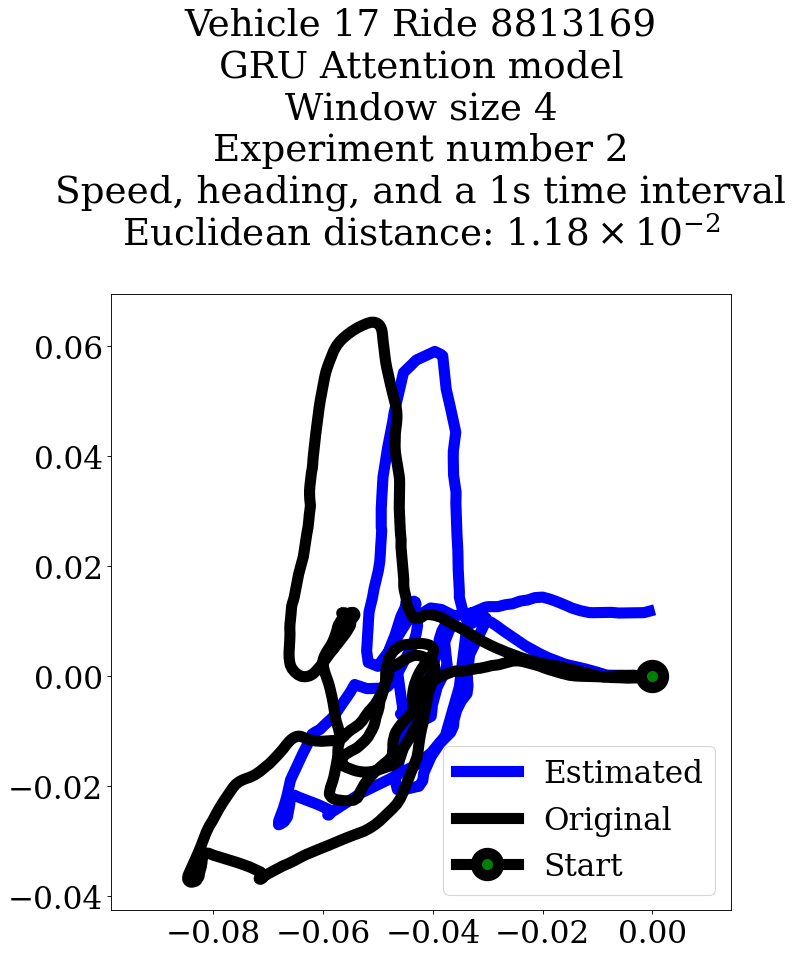 Vehicle 17 Ride 8813169
GRU Attention model
Window size 4
Experiment number 2
Speed, heading, and a 1s time interval
Euclidean distance: 1.18 × 10⁻²
0.06
0.04
0.02
0.00
−0.02
−0.04
Estimated
Original
Start
−0.08 −0.06 −0.04 −0.02 0.00